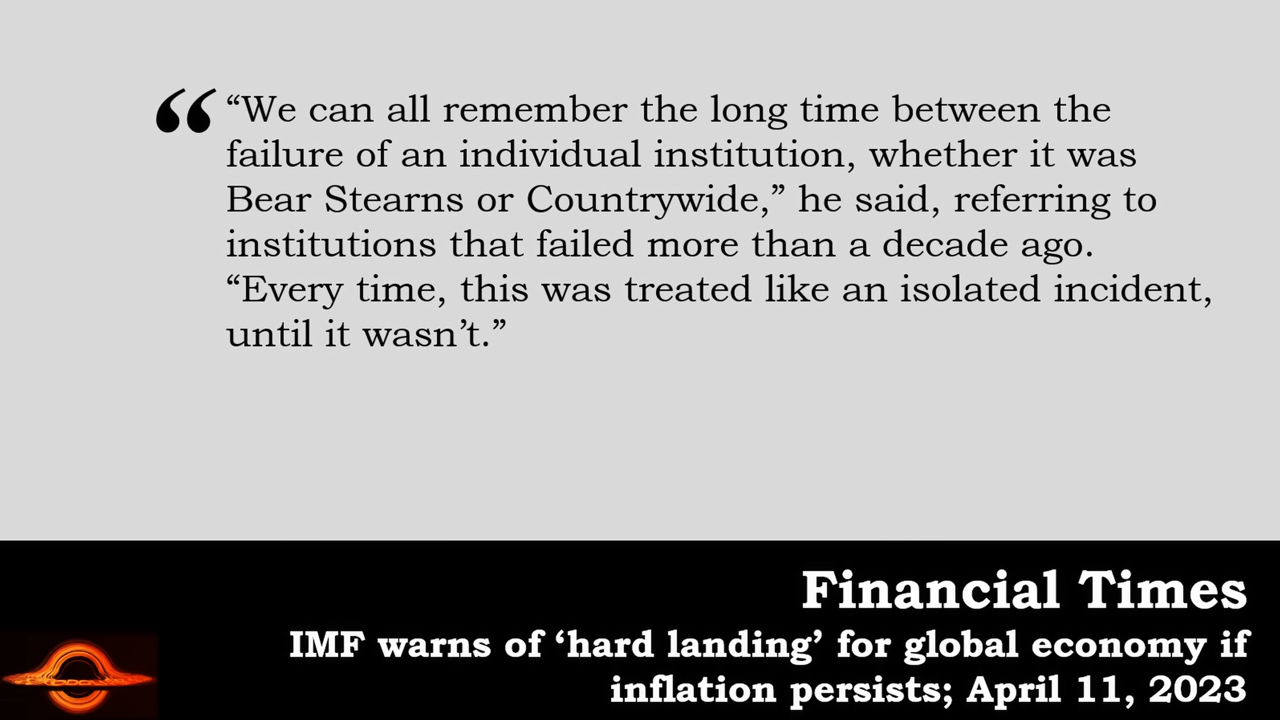 “
“We can all remember the long time between the
failure of an individual institution, whether it was
Bear Stearns or Countrywide,” he said, referring to
institutions that failed more than a decade ago.
“Every time, this was treated like an isolated incident,
until it wasn’t.”
Financial Times
IMF warns of ‘hard landing’ for global economy if
inflation persists; April 11, 2023